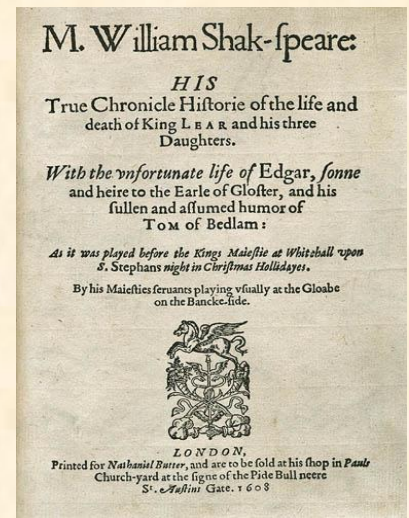 M. William Shak-ſpeare:
HIS
True Chronicle Hiſtorie of the life and
death of King LEAR and his three
Daughters.
With the vnfortunate life of Edgar, ſonne
and heire to the Earle of Gloſter, and his
ſullen and aſſumed humor of
TOM of Bedlam:
As it was played before the Kings Maieſtie at Whitehall vpon
S. Stephans night in Chriſtmas Hollidayes.
By his Maieſties ſeruants playing vſually at the Gloabe
on the Bancke-ſide.
LONDON,
Printed for Nathaniel Butter, and are to be ſold at his ſhop in Pauls
Church-yard at the ſigne of the Pide Bull neere
St. Auſtins Gate. 1608